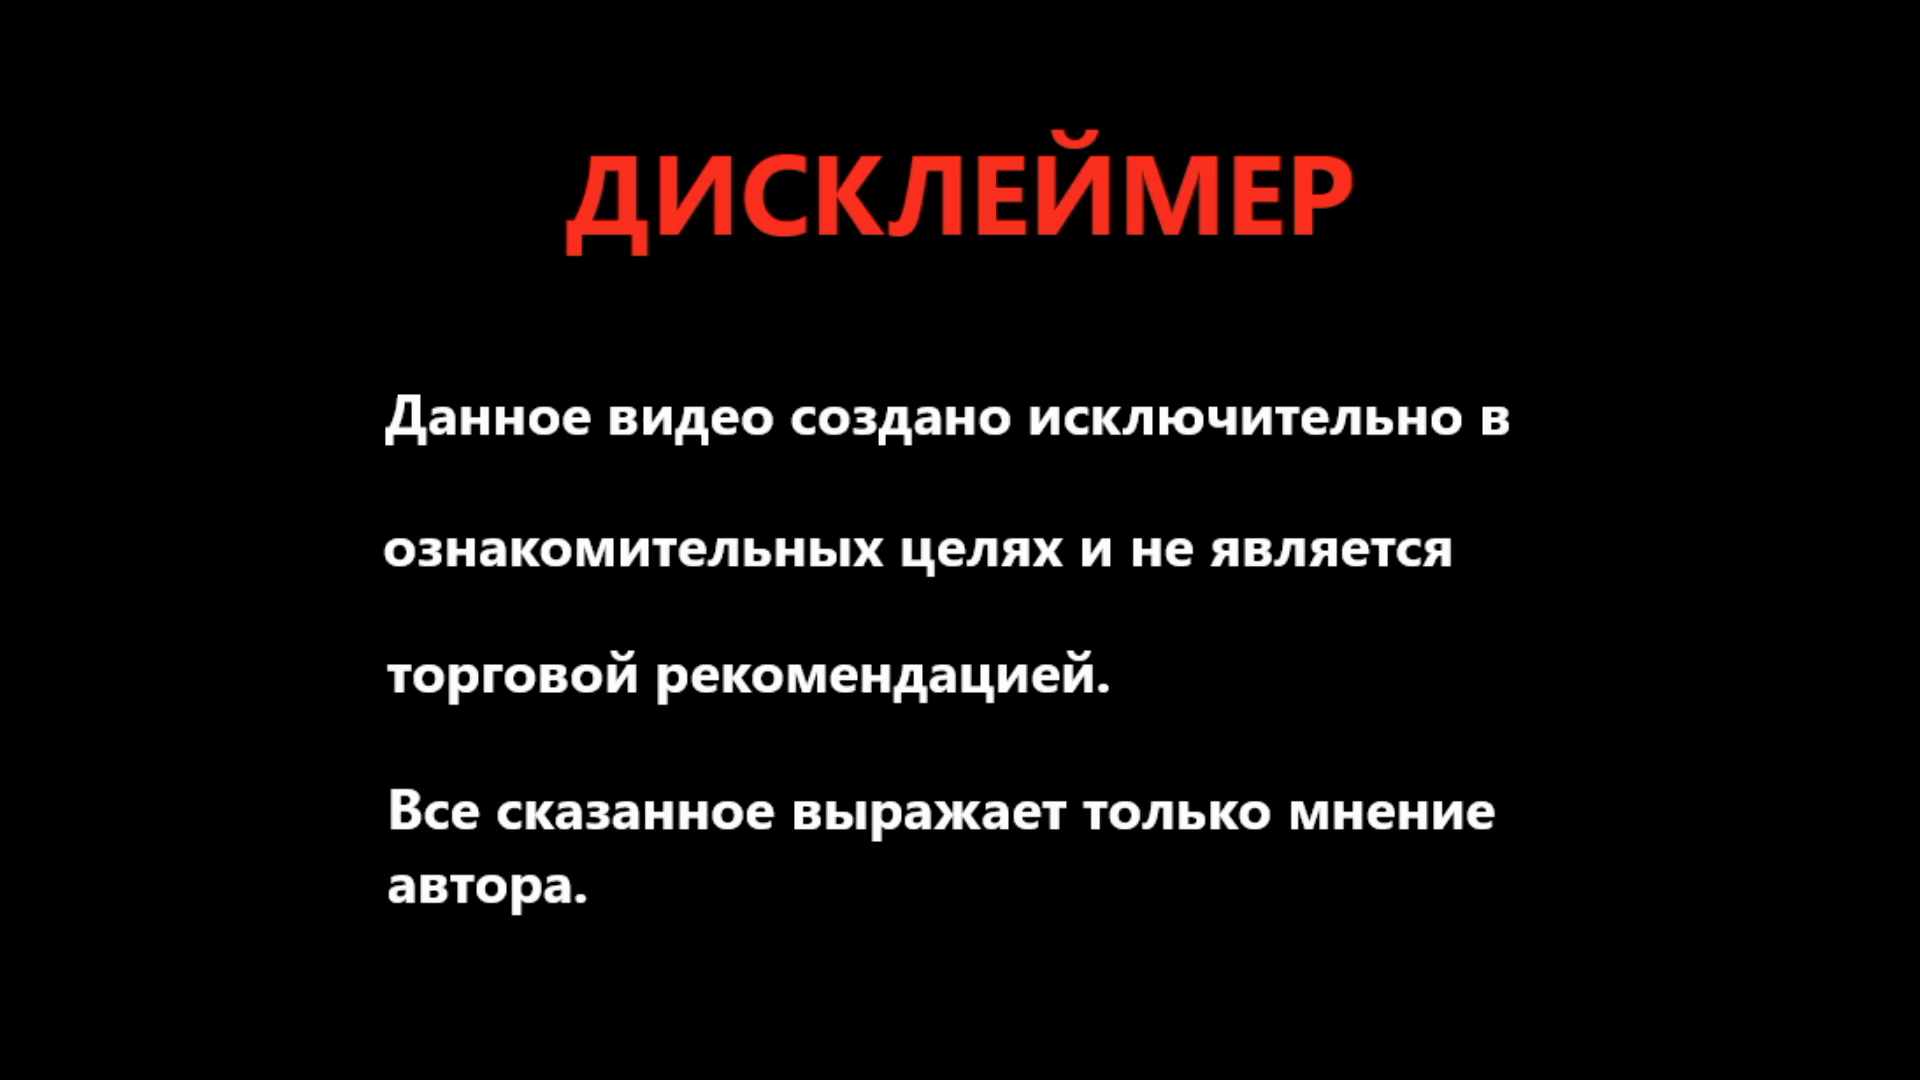 ДИСКЛЕЙМЕР
Данное видео создано исключительно в
ознакомительных целях и не является
торговой рекомендацией.
Все сказанное выражает только мнение
автора.